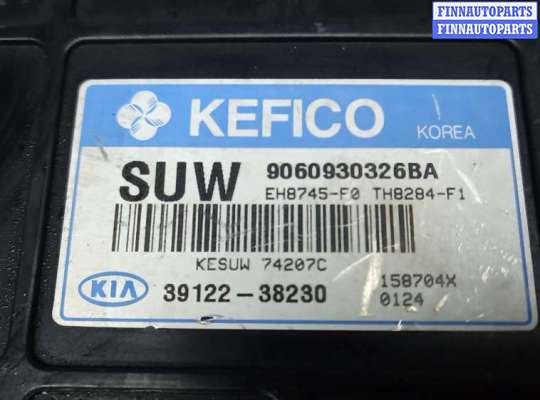 FINNAUTOPARTS
FINNAUTOPARTS
KEFICO KOREA
SUW 9060930326BA
EH8745-F0 TH8284-F1
KESUW 74207C
KIA 39122-38230
158704X
0124